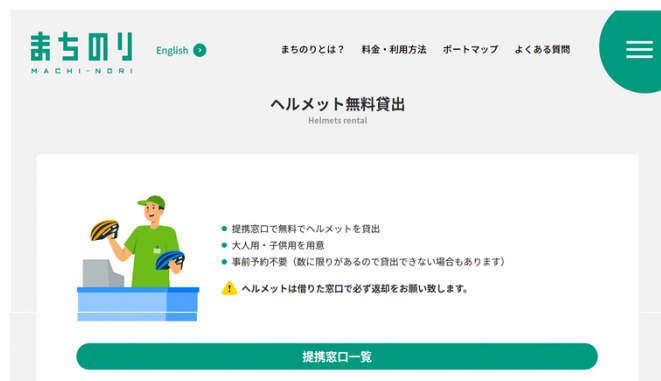 まちのり
MACHI-NORI
English
まちのりとは？ 料金・利用方法 ポートマップ よくある質問
ヘルメット無料貸出
Helmets rental
提携窓口で無料でヘルメットを貸出
大人用・子供用を用意
事前予約不要（数に限りがあるので貸出できない場合もあります）
ヘルメットは借りた窓口で必ず返却をお願い致します。
提携窓口一覧